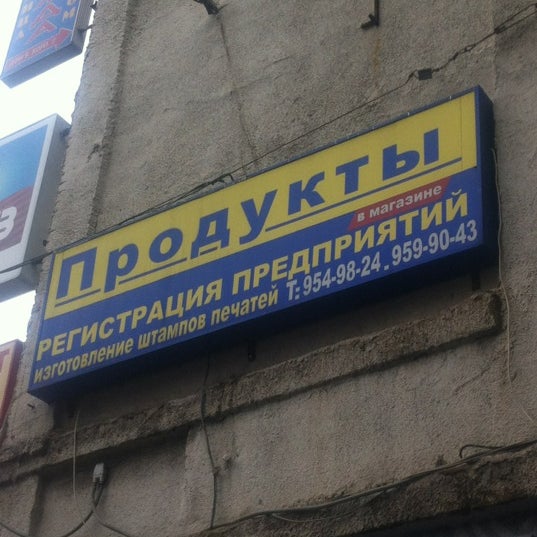 Продукты
в магазине
РЕГИСТРАЦИЯ ПРЕДПРИЯТИЙ
изготовление штампов печатей Т: 954-98-24. 959-90-43